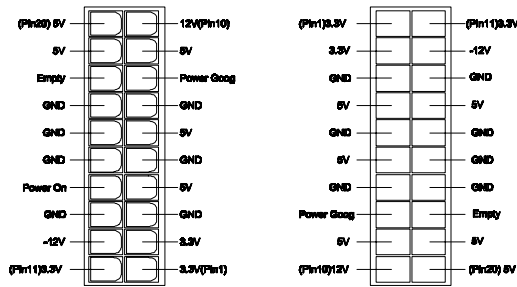 (Pin20) 5V 12V(Pin10)
5V 5V
Empty Power Goog
GND GND
GND 5V
GND GND
Power On 5V
GND GND
-12V 3.3V
(Pin11)3.3V 3.3V(Pin1)
(Pin1)3.3V (Pin11)3.3V
3.3V -12V
GND GND
5V 5V
GND GND
5V GND
GND GND
Power Goog Empty
5V 5V
(Pin10)12V (Pin20) 5V